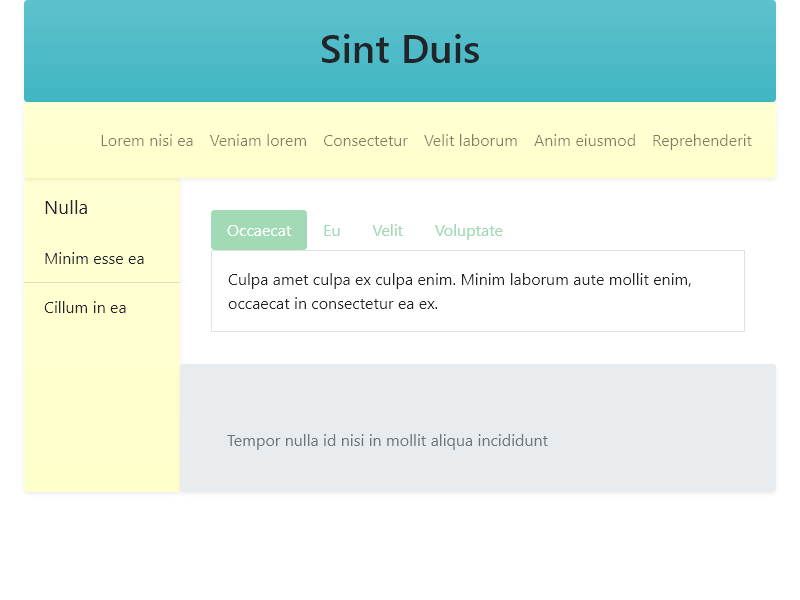 Sint Duis
Lorem nisi ea Veniam lorem Consectetur Velit laborum Anim eiusmod Reprehenderit
Nulla
Minim esse ea
Cillum in ea
Occaecat Eu Velit Voluptate
Culpa amet culpa ex culpa enim. Minim laborum aute mollit enim,
occaecat in consectetur ea ex.
Tempor nulla id nisi in mollit aliqua incididunt